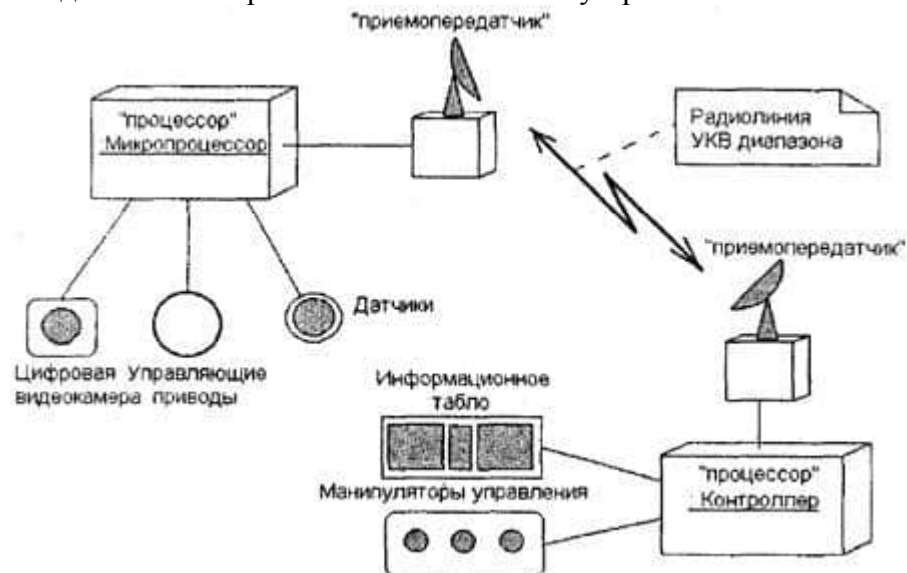 "приемопередатчик"
"процессор"
Микропроцессор
Радиолиния
УКВ диапазона
"приемопередатчик"
Датчики
Цифровая Управляющие
видеокамера приводы
Информационное
табло
Манипуляторы управления
"процессор"
Контроллер